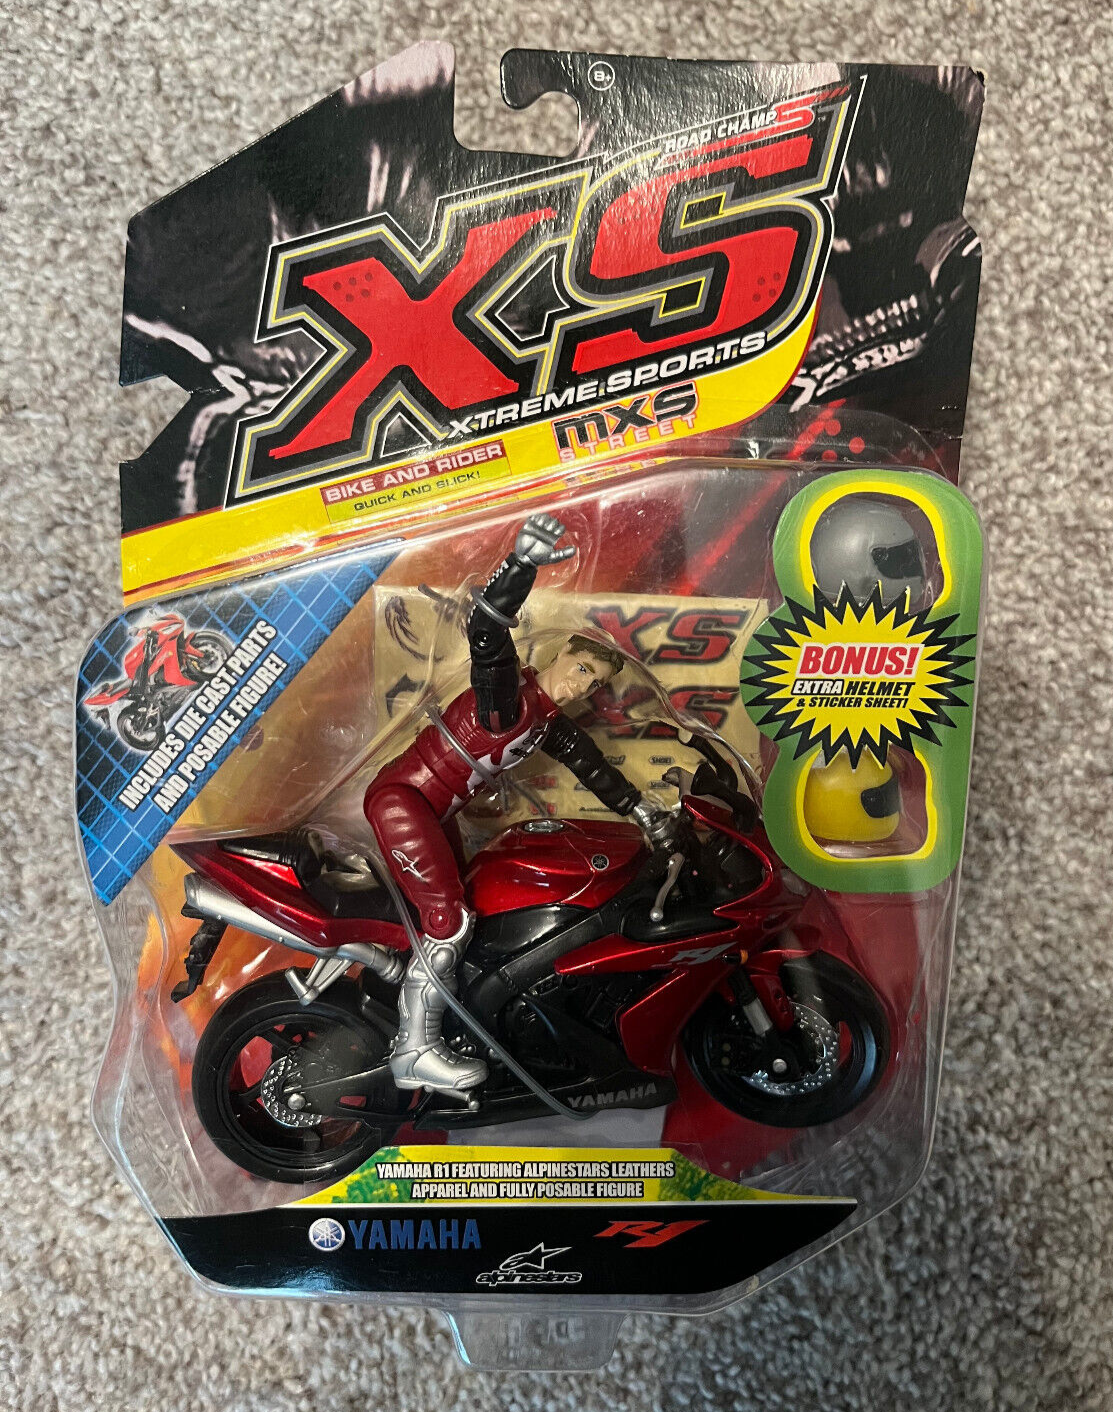 8+
ROAD CHAMPS
XS
XTREME SPORTS
MXS
STREET
BIKE AND RIDER
QUICK AND SLICK!
INCLUDES DIE CAST PARTS
AND POSABLE FIGURE!
XS
XS
SHOEI
BONUS!
EXTRA HELMET
& STICKER SHEET!
R1
YAMAHA
YAMAHA R1 FEATURING ALPINESTARS LEATHERS
APPAREL AND FULLY POSABLE FIGURE
YAMAHA
R1
alpinestars